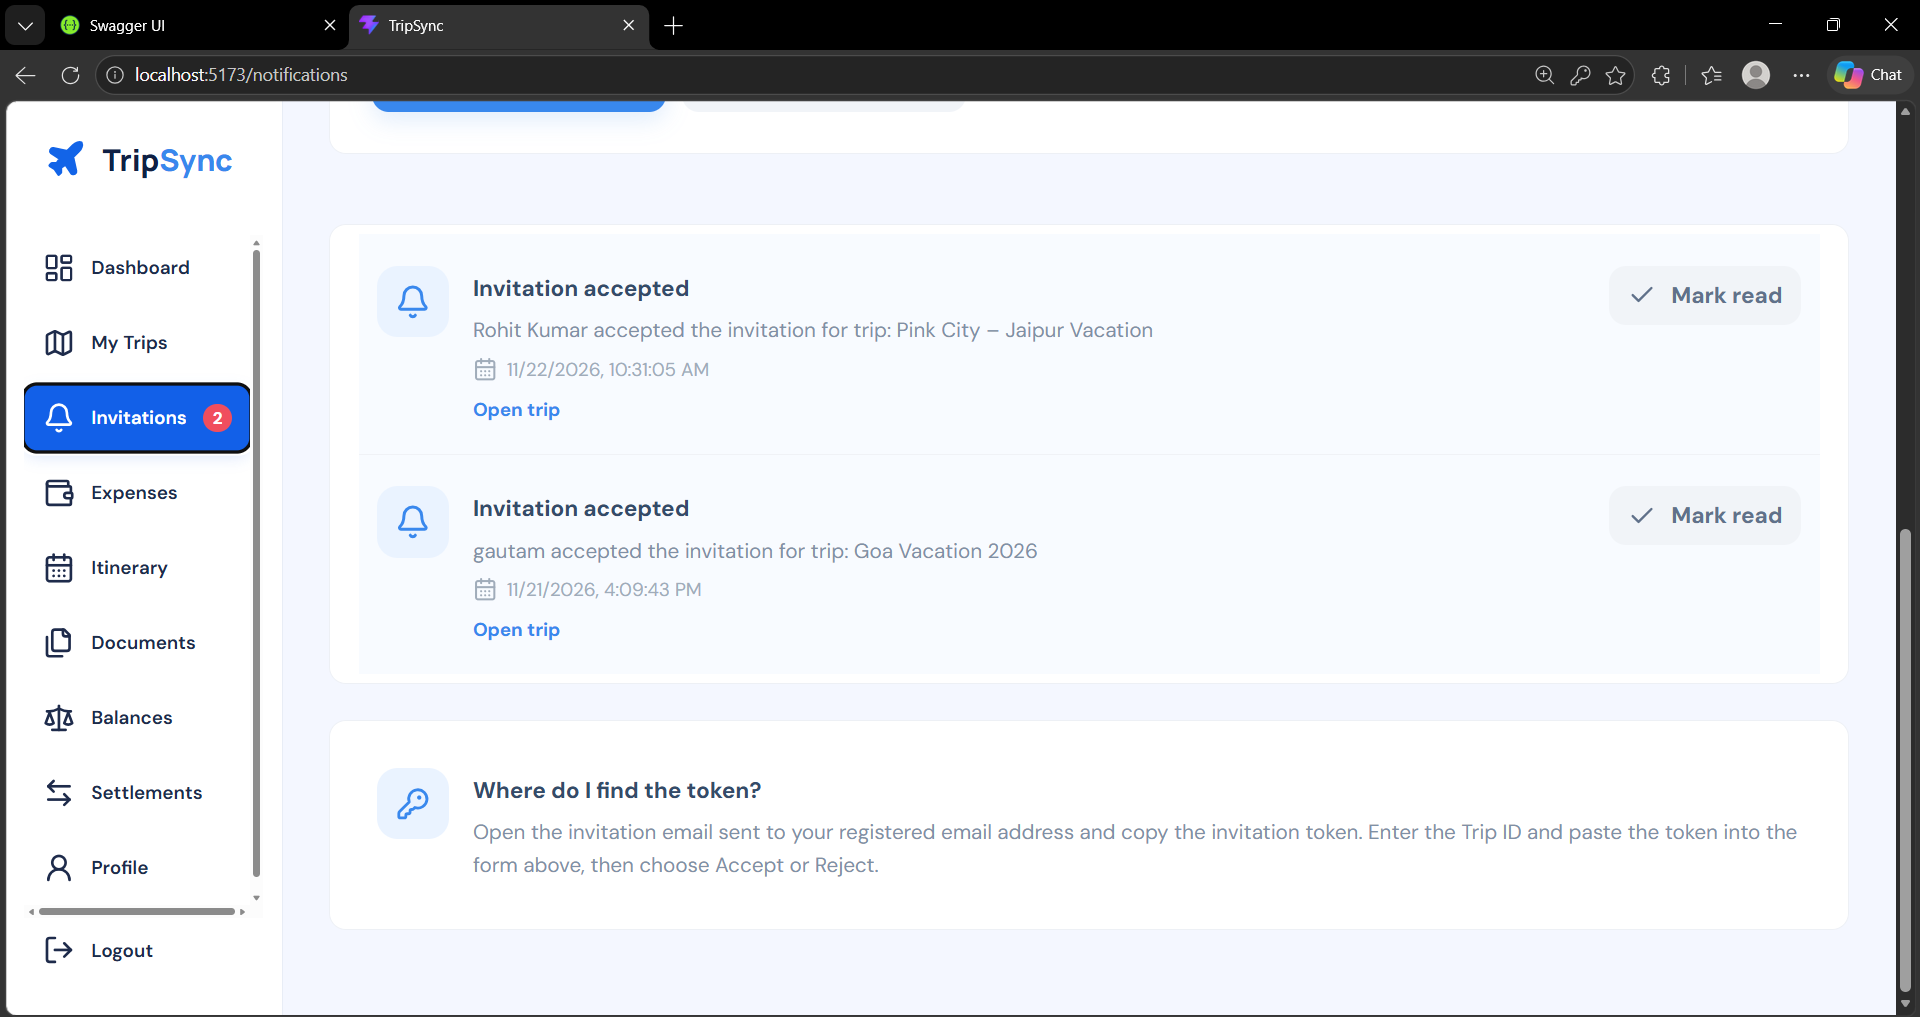 Swagger UI
TripSync
localhost:5173/notifications
Chat
TripSync
Dashboard
My Trips
Invitations 2
Expenses
Itinerary
Documents
Balances
Settlements
Profile
Logout
Invitation accepted
Mark read
Rohit Kumar accepted the invitation for trip: Pink City – Jaipur Vacation
11/22/2026, 10:31:05 AM
Open trip
Invitation accepted
Mark read
gautam accepted the invitation for trip: Goa Vacation 2026
11/21/2026, 4:09:43 PM
Open trip
Where do I find the token?
Open the invitation email sent to your registered email address and copy the invitation token. Enter the Trip ID and paste the token into the
form above, then choose Accept or Reject.